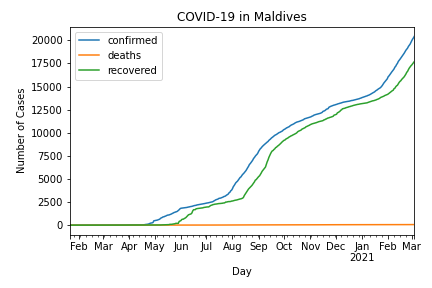 COVID-19 in Maldives
confirmed
deaths
recovered
Number of Cases
20000
17500
15000
12500
10000
7500
5000
2500
0
Feb Mar Apr May Jun Jul Aug Sep Oct Nov Dec Jan Feb Mar
2021
Day